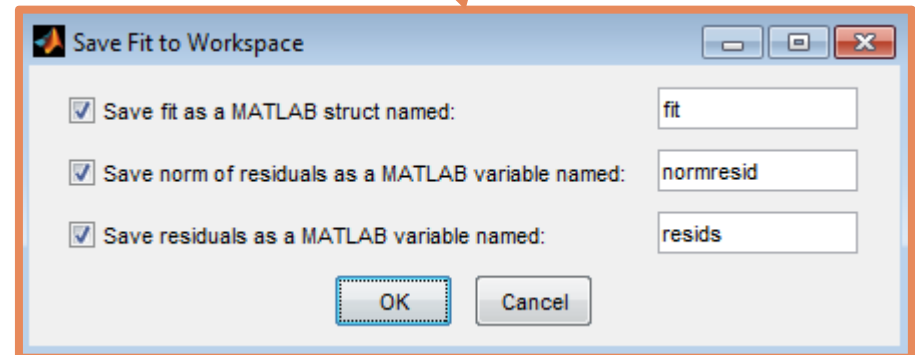 Save Fit to Workspace
Save fit as a MATLAB struct named: fit
Save norm of residuals as a MATLAB variable named: normresid
Save residuals as a MATLAB variable named: resids
OK Cancel